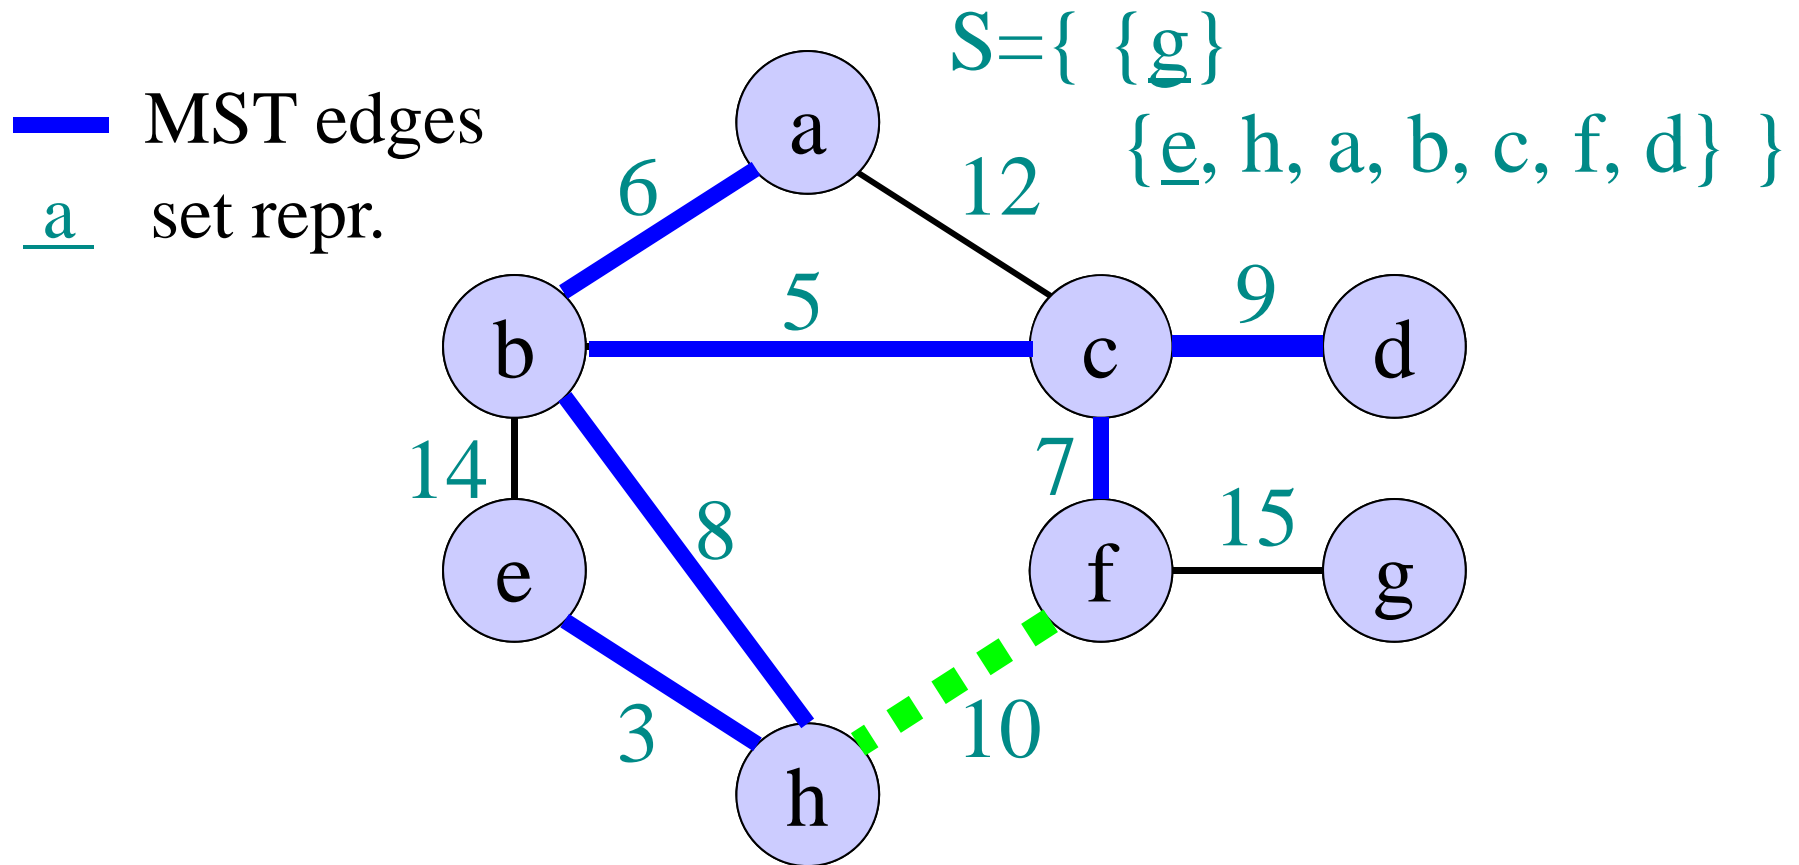 S={ {g}
MST edges
{e, h, a, b, c, f, d} }
a set repr.
a
6
12
5
9
b
c
d
14
7
8
15
e
f
g
3
10
h